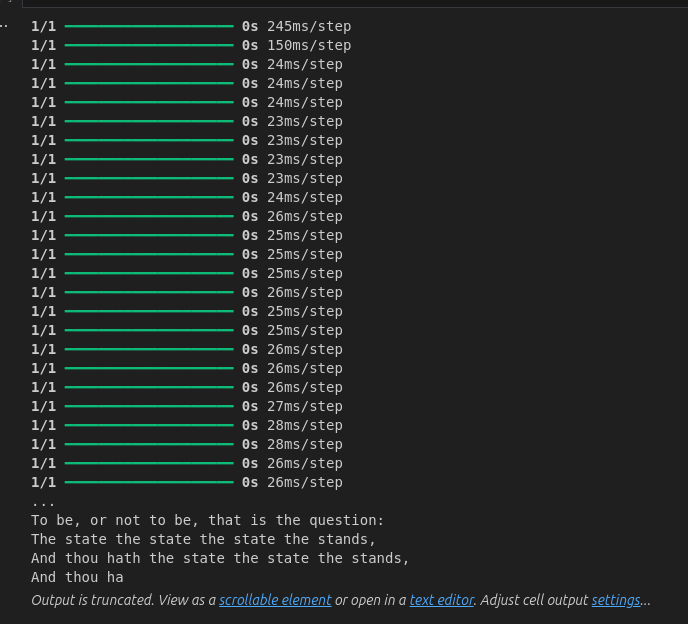 1/1 ━━━━━━━━━━━━━━━━━━━━ 0s 245ms/step
1/1 ━━━━━━━━━━━━━━━━━━━━ 0s 150ms/step
1/1 ━━━━━━━━━━━━━━━━━━━━ 0s 24ms/step
1/1 ━━━━━━━━━━━━━━━━━━━━ 0s 24ms/step
1/1 ━━━━━━━━━━━━━━━━━━━━ 0s 24ms/step
1/1 ━━━━━━━━━━━━━━━━━━━━ 0s 23ms/step
1/1 ━━━━━━━━━━━━━━━━━━━━ 0s 23ms/step
1/1 ━━━━━━━━━━━━━━━━━━━━ 0s 23ms/step
1/1 ━━━━━━━━━━━━━━━━━━━━ 0s 23ms/step
1/1 ━━━━━━━━━━━━━━━━━━━━ 0s 24ms/step
1/1 ━━━━━━━━━━━━━━━━━━━━ 0s 26ms/step
1/1 ━━━━━━━━━━━━━━━━━━━━ 0s 25ms/step
1/1 ━━━━━━━━━━━━━━━━━━━━ 0s 25ms/step
1/1 ━━━━━━━━━━━━━━━━━━━━ 0s 25ms/step
1/1 ━━━━━━━━━━━━━━━━━━━━ 0s 26ms/step
1/1 ━━━━━━━━━━━━━━━━━━━━ 0s 25ms/step
1/1 ━━━━━━━━━━━━━━━━━━━━ 0s 25ms/step
1/1 ━━━━━━━━━━━━━━━━━━━━ 0s 26ms/step
1/1 ━━━━━━━━━━━━━━━━━━━━ 0s 26ms/step
1/1 ━━━━━━━━━━━━━━━━━━━━ 0s 26ms/step
1/1 ━━━━━━━━━━━━━━━━━━━━ 0s 27ms/step
1/1 ━━━━━━━━━━━━━━━━━━━━ 0s 28ms/step
1/1 ━━━━━━━━━━━━━━━━━━━━ 0s 28ms/step
1/1 ━━━━━━━━━━━━━━━━━━━━ 0s 26ms/step
1/1 ━━━━━━━━━━━━━━━━━━━━ 0s 26ms/step
...
To be, or not to be, that is the question:
The state the state the state the stands,
And thou hath the state the state the stands,
And thou ha
Output is truncated. View as a scrollable element or open in a text editor. Adjust cell output settings...